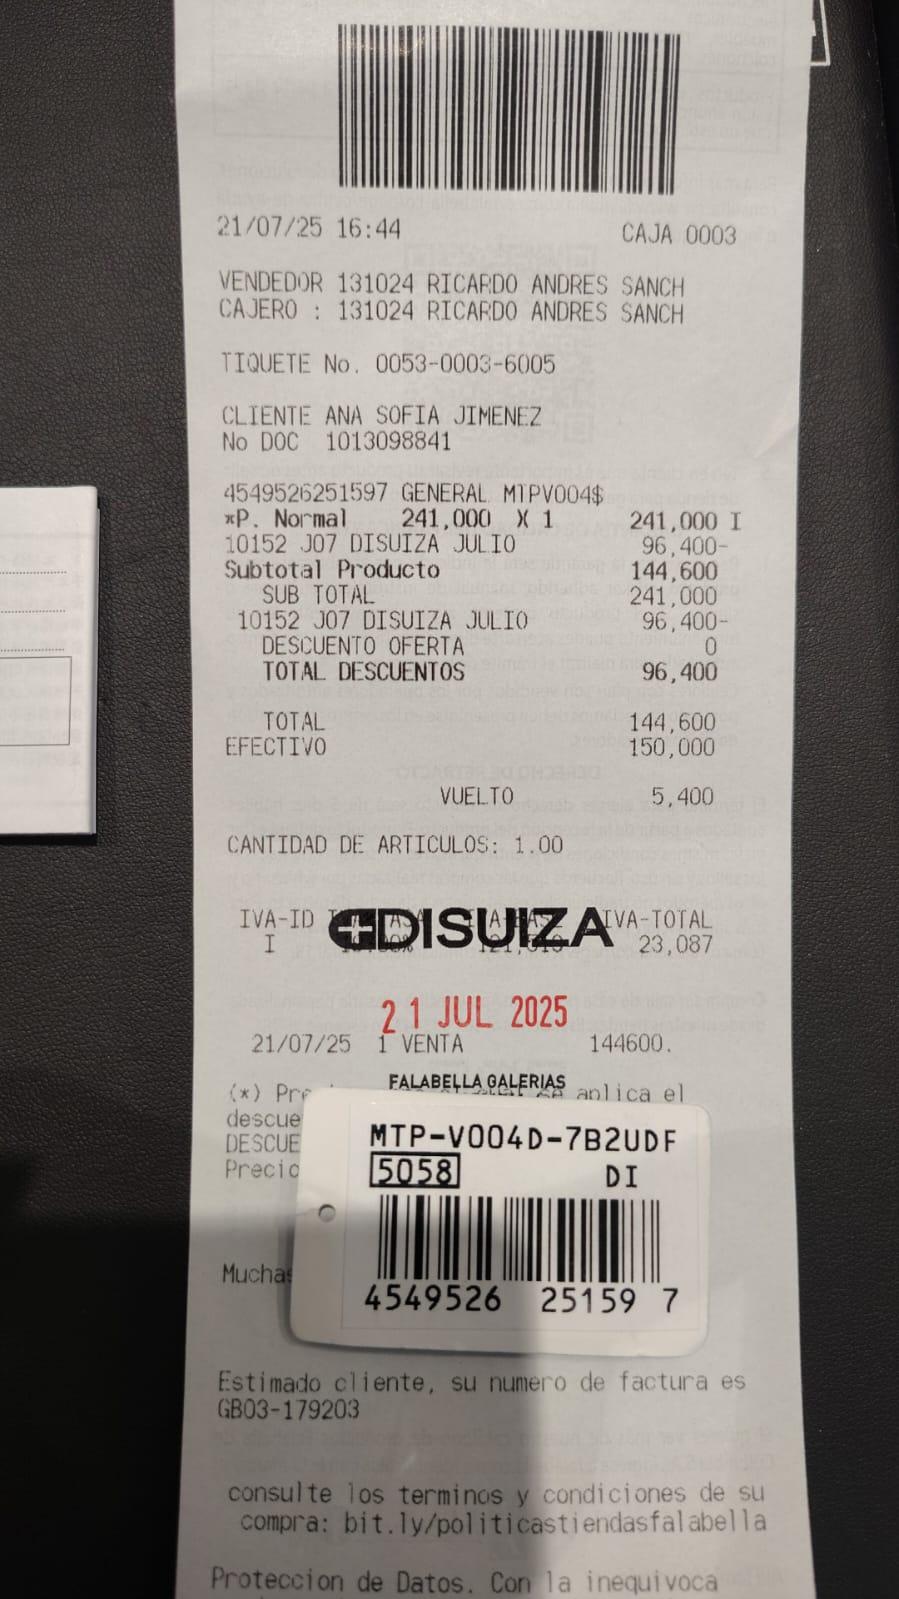 21/07/25 16:44 CAJA 0003
VENDEDOR 131024 RICARDO ANDRES SANCH
CAJERO : 131024 RICARDO ANDRES SANCH
TIQUETE No. 0053-0003-6005
CLIENTE ANA SOFIA JIMENEZ
No DOC 1013098841
4549526251597 GENERAL MTPV004$
*P. Normal 241,000 X 1 241,000 I
10152 J07 DISUIZA JULIO 96,400-
Subtotal Producto 144,600
SUB TOTAL 241,000
10152 J07 DISUIZA JULIO 96,400-
DESCUENTO OFERTA 0
TOTAL DESCUENTOS 96,400
TOTAL 144,600
EFECTIVO 150,000
VUELTO 5,400
CANTIDAD DE ARTICULOS: 1.00
IVA-ID IVA-TOTAL
DISUIZA
I 23,087
21 JUL 2025
21/07/25 1 VENTA 144600.
FALABELLA GALERIAS
(*) se aplica el
MTP-V004D-7B2UDF
5058 DI
4549526 25159 7
Estimado cliente, su numero de factura es
GB03-179203
consulte los terminos y condiciones de su
compra: bit.ly/politicastiendasfalabella
Proteccion de Datos. Con la inequivoca